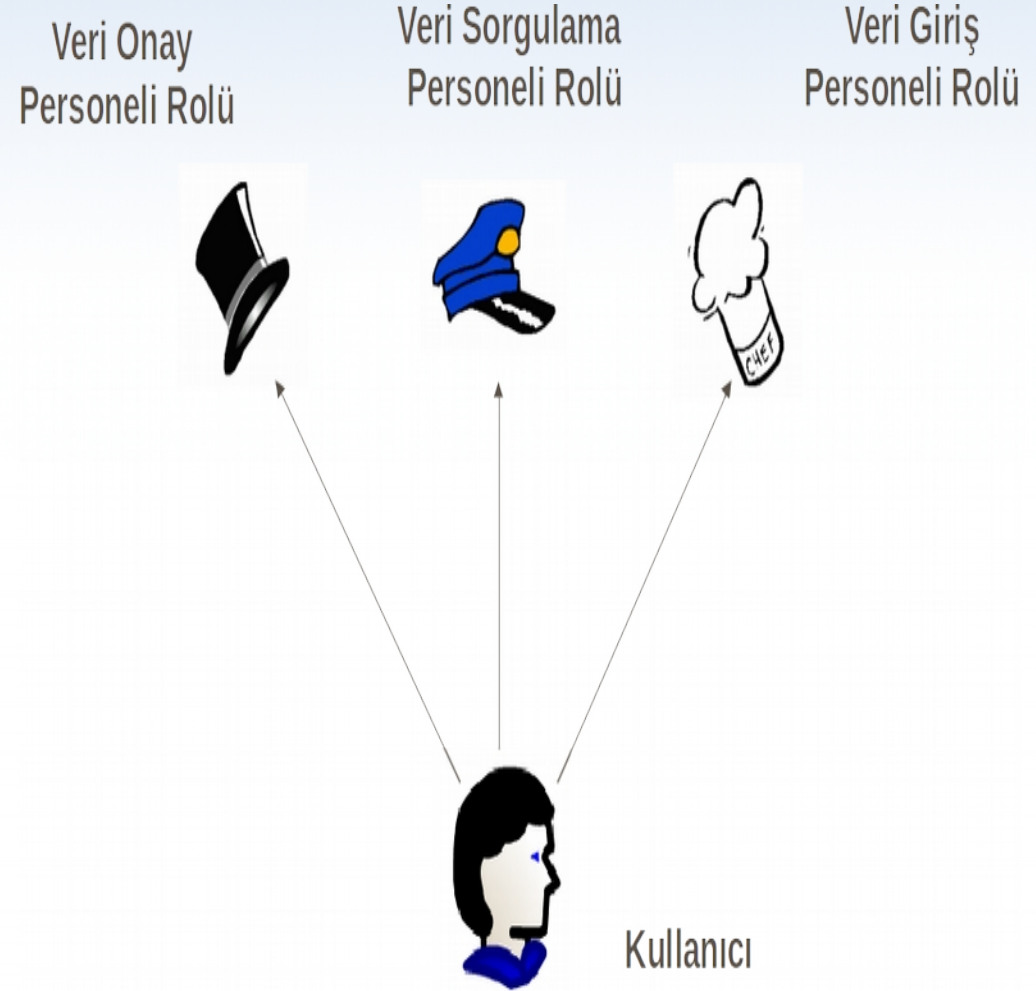 Veri Onay
Personeli Rolü
Veri Sorgulama
Personeli Rolü
Veri Giriş
Personeli Rolü
CHEF
Kullanıcı